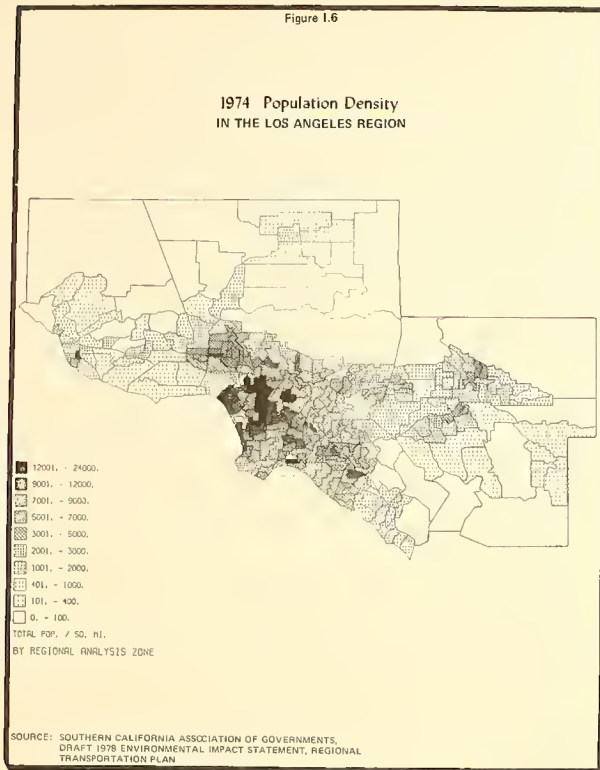 Figure I.6
1974 Population Density
IN THE LOS ANGELES REGION
12001. - 24000.
9001. - 12000.
7001. - 9000.
5001. - 7000.
3001. - 5000.
2001. - 3000.
1001. - 2000.
401. - 1000.
101. - 400.
0. - 100.
TOTAL POP. / SQ. MI.
BY REGIONAL ANALYSIS ZONE
SOURCE: SOUTHERN CALIFORNIA ASSOCIATION OF GOVERNMENTS,
DRAFT 1978 ENVIRONMENTAL IMPACT STATEMENT, REGIONAL
TRANSPORTATION PLAN